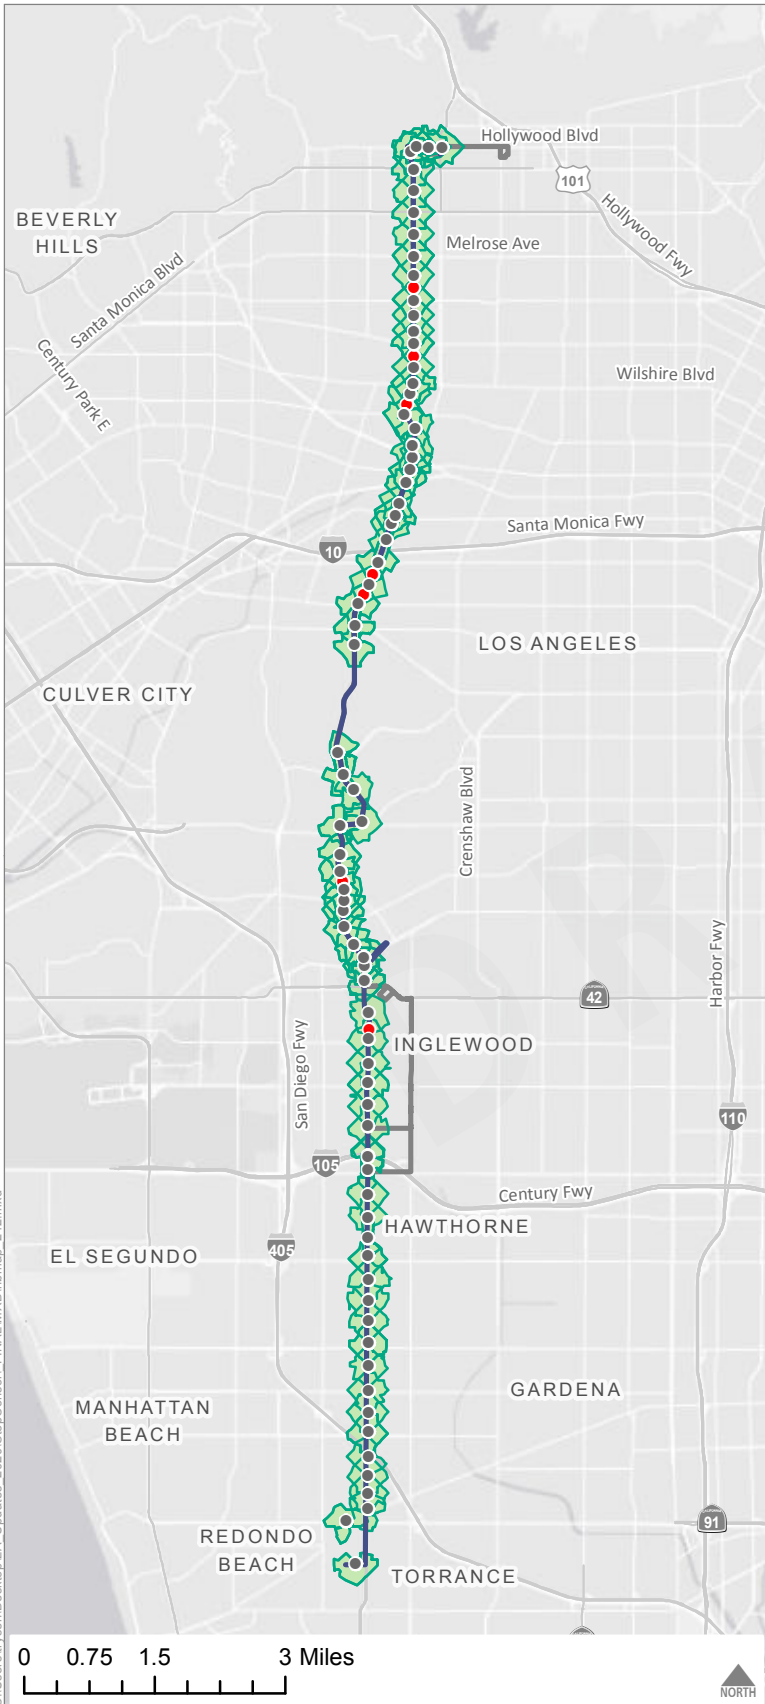 Hollywood Blvd
101
Hollywood Fwy
BEVERLY
HILLS
Melrose Ave
Santa Monica Blvd
Century Park E
Wilshire Blvd
Santa Monica Fwy
10
LOS ANGELES
CULVER CITY
Crenshaw Blvd
Harbor Fwy
42
San Diego Fwy
INGLEWOOD
110
105
Century Fwy
HAWTHORNE
405
EL SEGUNDO
GARDENA
MANHATTAN
BEACH
91
REDONDO
BEACH
TORRANCE
0 0.75 1.5 3 Miles
NORTH